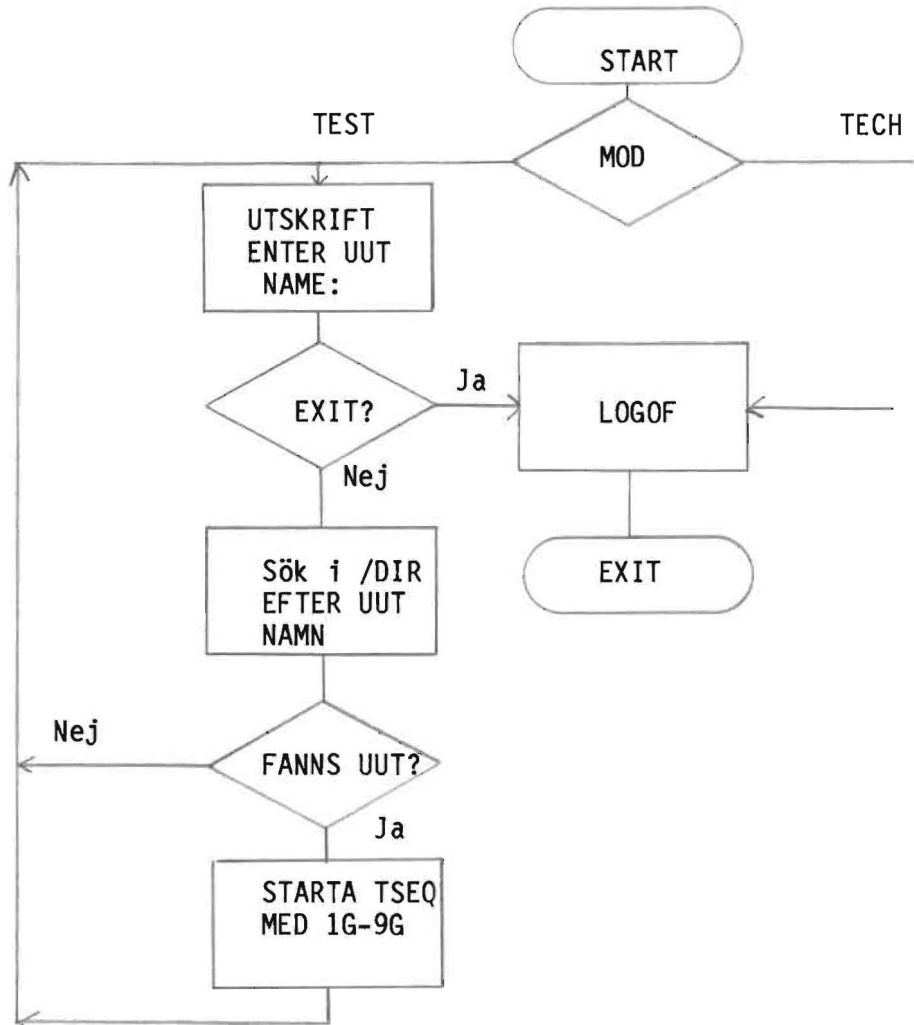 START
TEST
TECH
MOD
UTSKRIFT
ENTER UUT
NAME:
Ja
EXIT?
LOGOF
Nej
Sök i /DIR
EFTER UUT
NAMN
EXIT
Nej
FANNS UUT?
Ja
STARTA TSEQ
MED 1G-9G